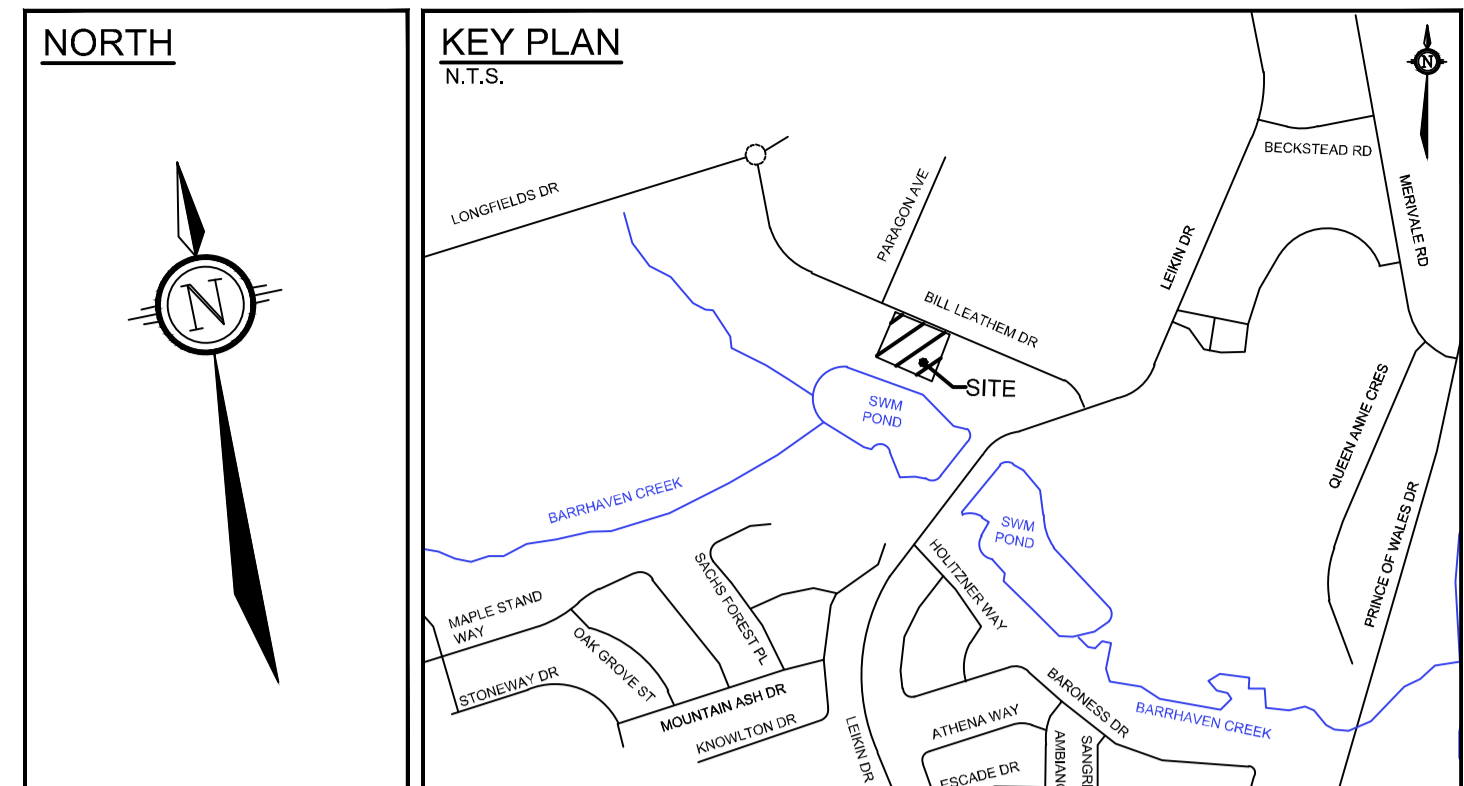 NORTH
N
KEY PLAN
N.T.S.
N
LONGFIELDS DR
PARAGON AVE
BECKSTEAD RD
MERIVALE RD
LEIKIN DR
BILL LEATHEM DR
SITE
SWM
POND
QUEEN ANNE CRES
PRINCE OF WALES DR
BARRHAVEN CREEK
SWM
POND
HOLITZNER WAY
SACHS FOREST PL
MAPLE STAND
WAY
OAK GROVE ST
STONEWAY DR
MOUNTAIN ASH DR
KNOWLTON DR
LEIKIN DR
BARONESS DR
BARRHAVEN CREEK
ATHENA WAY
ESCADE DR
AMBIANC
SANGRI